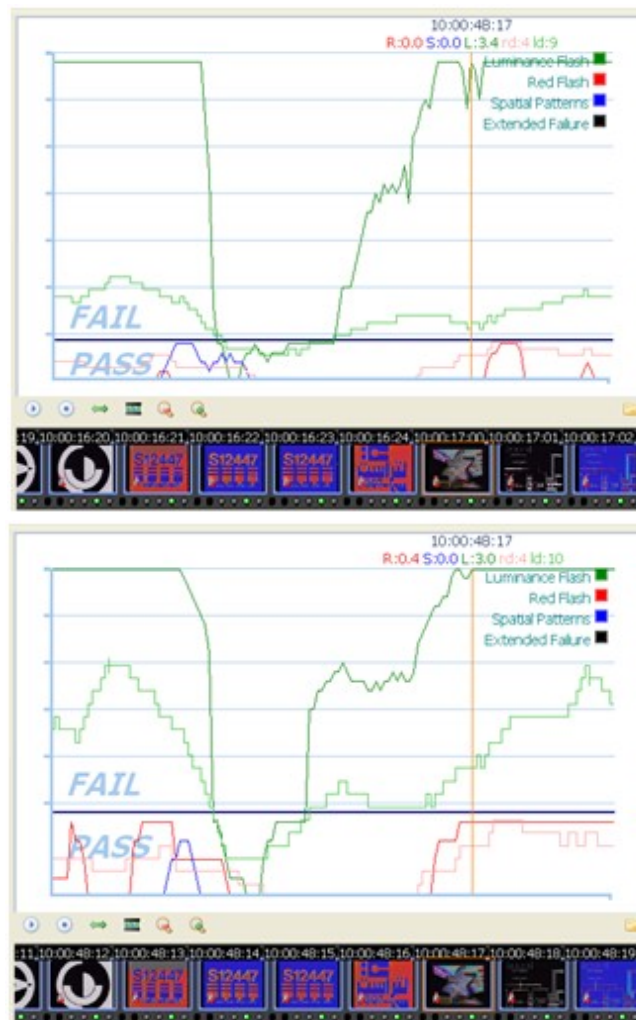 10:00:48:17
R:0.0 S:0.0 L:3.4 rd:4 ld:9
Luminance Flash
Red Flash
Spatial Patterns
Extended Failure
FAIL
PASS
:19 10:00:16:20 10:00:16:21 10:00:16:22 10:00:16:23 10:00:16:24 10:00:17:00 10:00:17:01 10:00:17:02
S12447 S12447 S12447
10:00:48:17
R:0.4 S:0.0 L:3.0 rd:4 ld:10
Luminance Flash
Red Flash
Spatial Patterns
Extended Failure
FAIL
PASS
:11 10:00:48:12 10:00:48:13 10:00:48:14 10:00:48:15 10:00:48:16 10:00:48:17 10:00:48:18 10:00:48:19
S12447 S12447 S12447